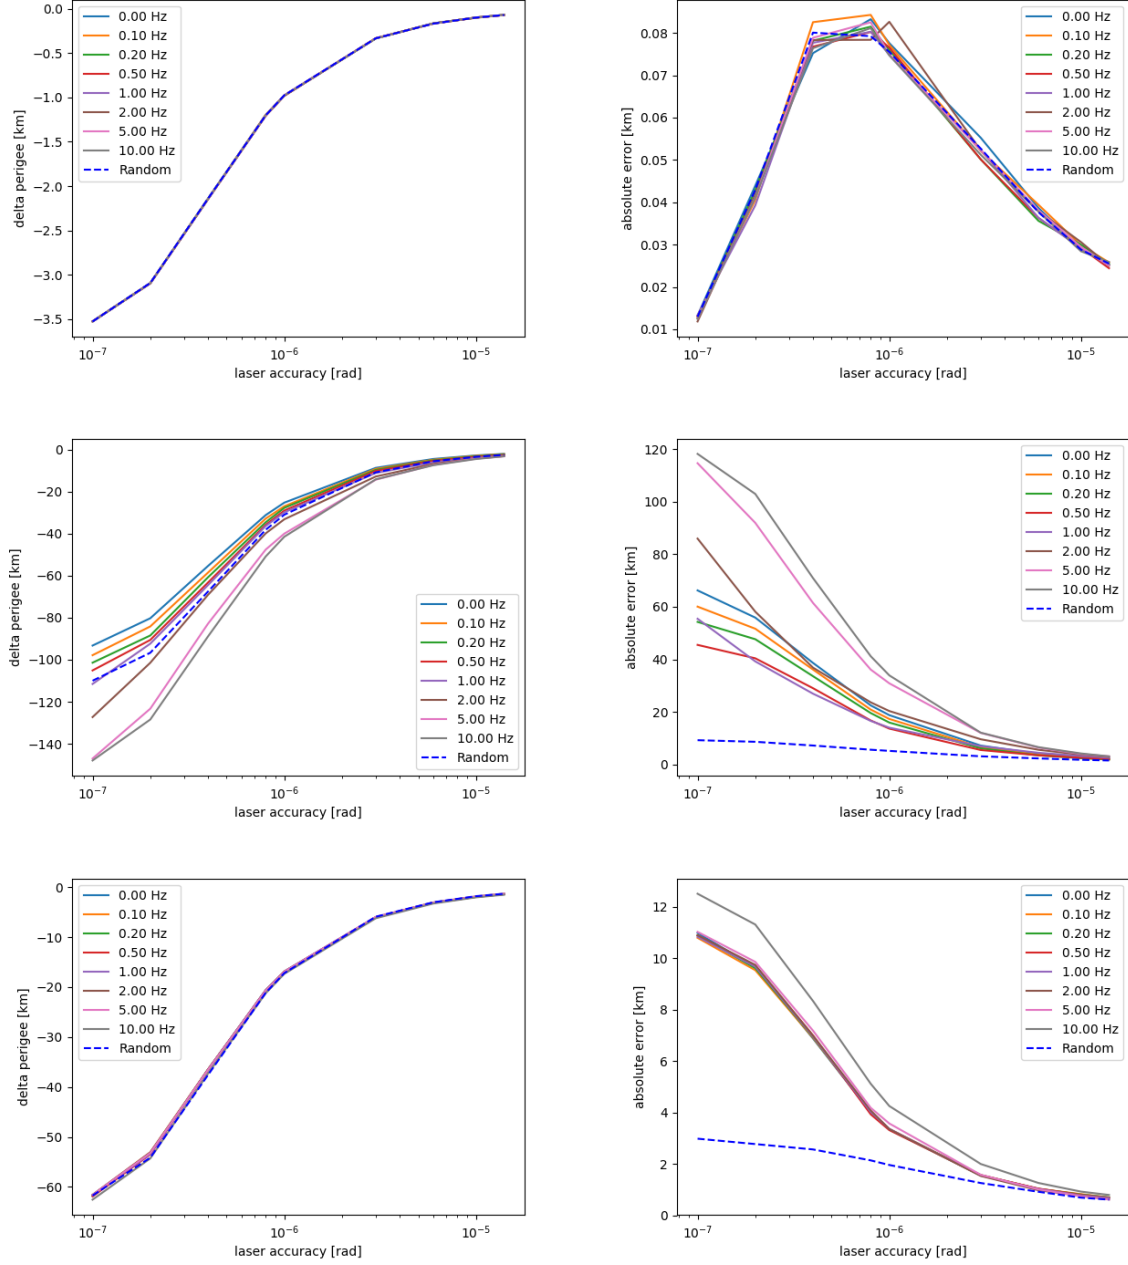 0.0
−0.5
−1.0
−1.5
−2.0
−2.5
−3.0
−3.5
delta perigee [km]
0.00 Hz
0.10 Hz
0.20 Hz
0.50 Hz
1.00 Hz
2.00 Hz
5.00 Hz
10.00 Hz
Random
10⁻⁷ 10⁻⁶ 10⁻⁵
laser accuracy [rad]
0.08
0.07
0.06
0.05
0.04
0.03
0.02
0.01
absolute error [km]
0.00 Hz
0.10 Hz
0.20 Hz
0.50 Hz
1.00 Hz
2.00 Hz
5.00 Hz
10.00 Hz
Random
10⁻⁷ 10⁻⁶ 10⁻⁵
laser accuracy [rad]
0
−20
−40
−60
−80
−100
−120
−140
delta perigee [km]
0.00 Hz
0.10 Hz
0.20 Hz
0.50 Hz
1.00 Hz
2.00 Hz
5.00 Hz
10.00 Hz
Random
10⁻⁷ 10⁻⁶ 10⁻⁵
laser accuracy [rad]
120
100
80
60
40
20
0
absolute error [km]
0.00 Hz
0.10 Hz
0.20 Hz
0.50 Hz
1.00 Hz
2.00 Hz
5.00 Hz
10.00 Hz
Random
10⁻⁷ 10⁻⁶ 10⁻⁵
laser accuracy [rad]
0
−10
−20
−30
−40
−50
−60
delta perigee [km]
0.00 Hz
0.10 Hz
0.20 Hz
0.50 Hz
1.00 Hz
2.00 Hz
5.00 Hz
10.00 Hz
Random
10⁻⁷ 10⁻⁶ 10⁻⁵
laser accuracy [rad]
12
10
8
6
4
2
0
absolute error [km]
0.00 Hz
0.10 Hz
0.20 Hz
0.50 Hz
1.00 Hz
2.00 Hz
5.00 Hz
10.00 Hz
Random
10⁻⁷ 10⁻⁶ 10⁻⁵
laser accuracy [rad]